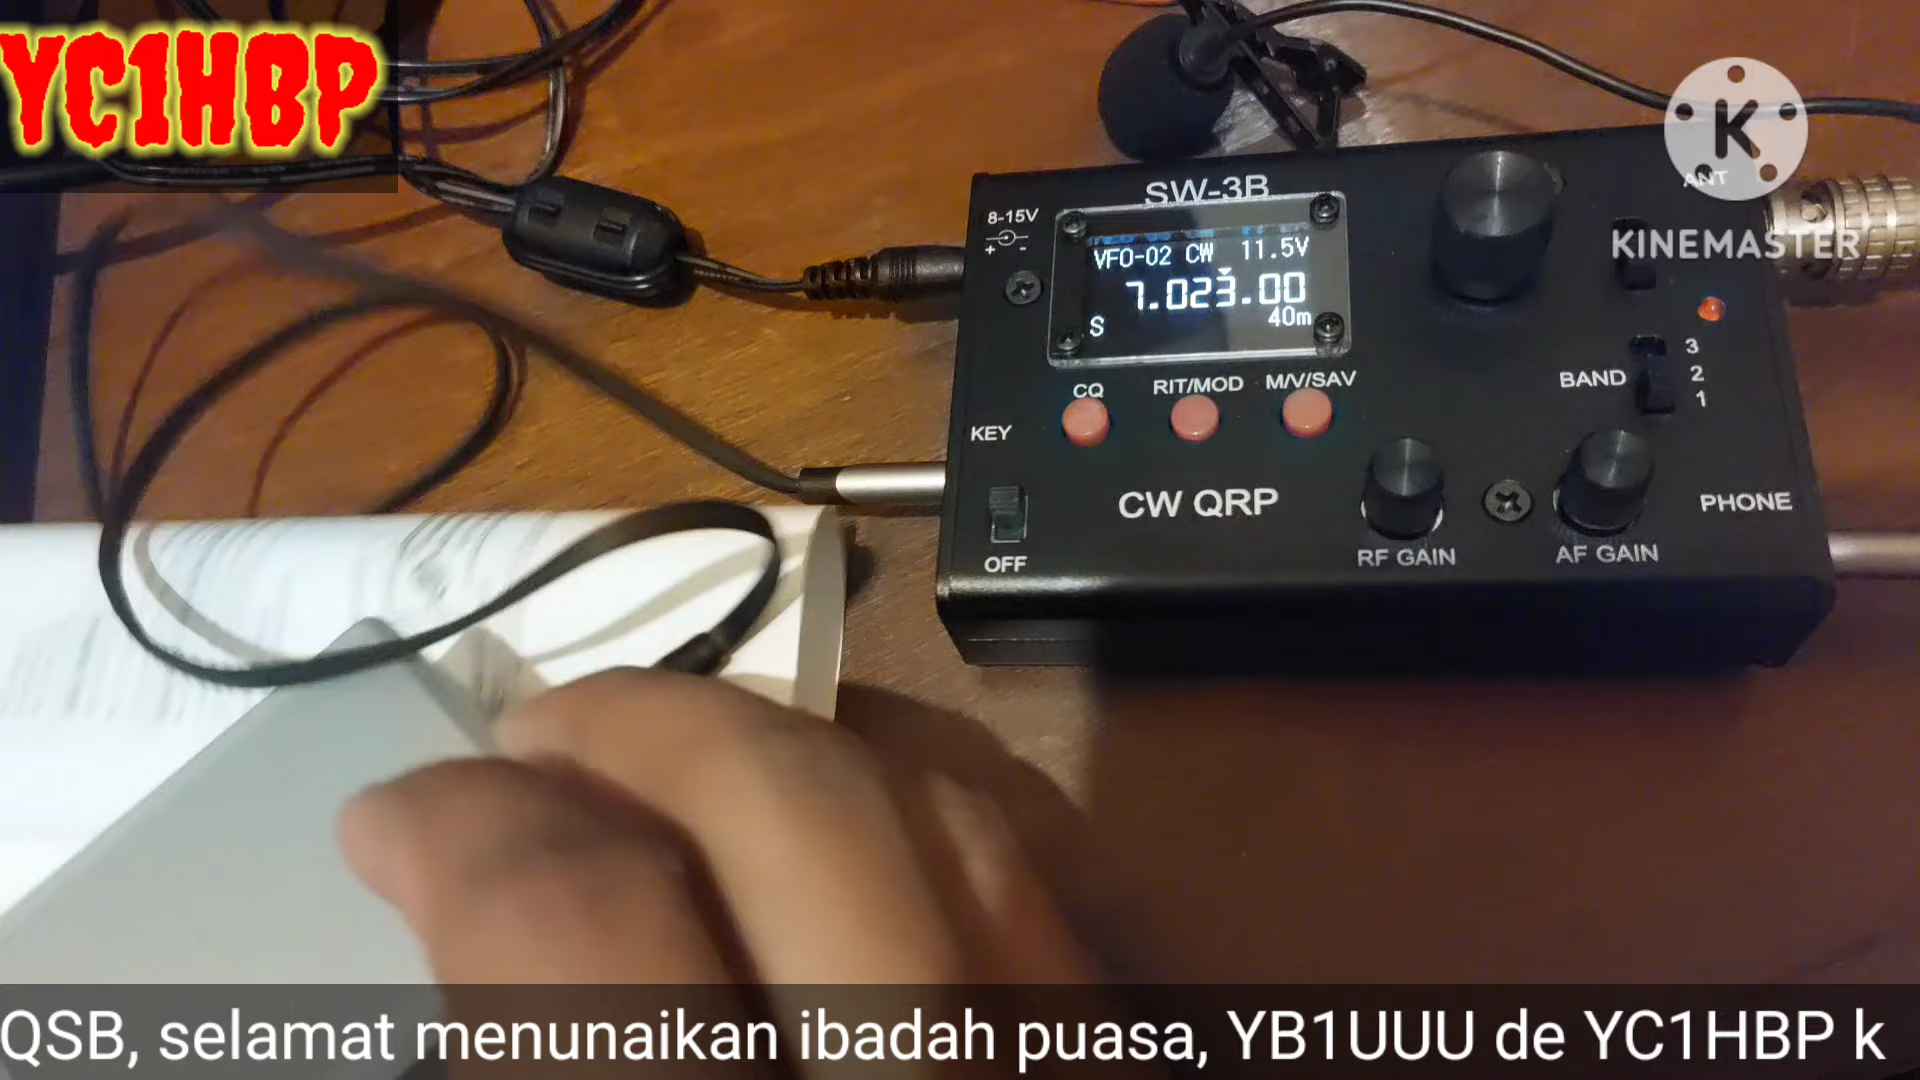 YC1HBP
K
ANT
KINEMASTER
SW-3B
8-15V
+ -
VFO-02 CW 11.5V
7.023.00
S 40m
CQ RIT/MOD M/V/SAV
BAND
3
2
1
KEY
CW QRP
OFF
RF GAIN
AF GAIN
PHONE
QSB, selamat menunaikan ibadah puasa, YB1UUU de YC1HBP k